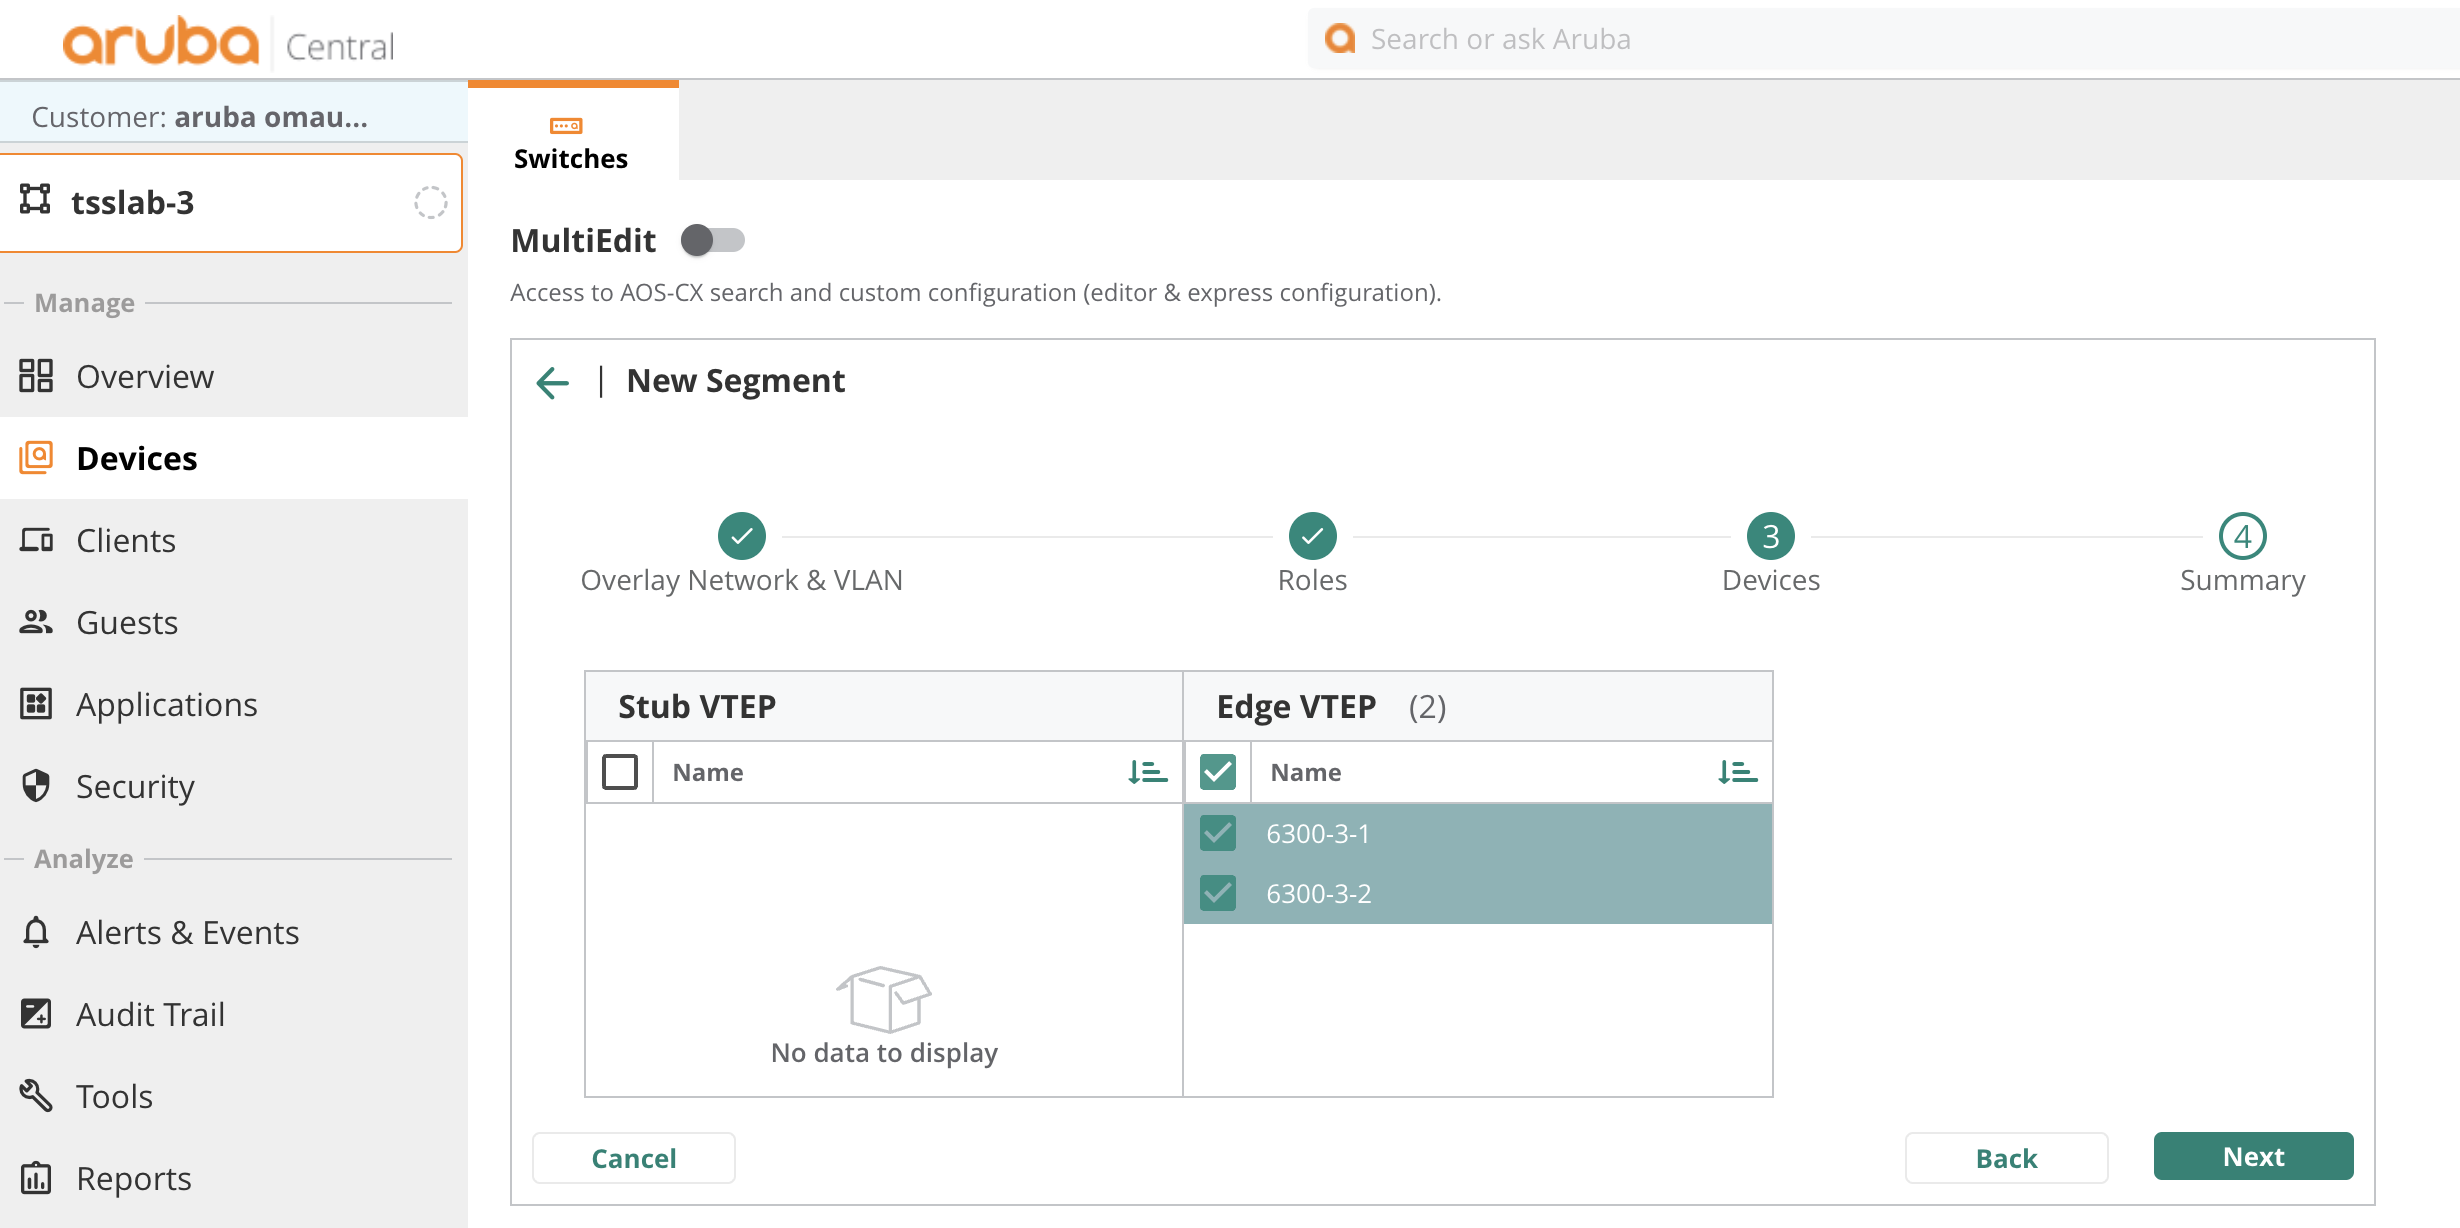 aruba Central
Search or ask Aruba
Customer: aruba omau...
tsslab-3
Manage
Overview
Devices
Clients
Guests
Applications
Security
Analyze
Alerts & Events
Audit Trail
Tools
Reports
Switches
MultiEdit
Access to AOS-CX search and custom configuration (editor & express configuration).
New Segment
Overlay Network & VLAN
Roles
3
Devices
4
Summary
Stub VTEP
Name
No data to display
Edge VTEP (2)
Name
6300-3-1
6300-3-2
Cancel
Back
Next